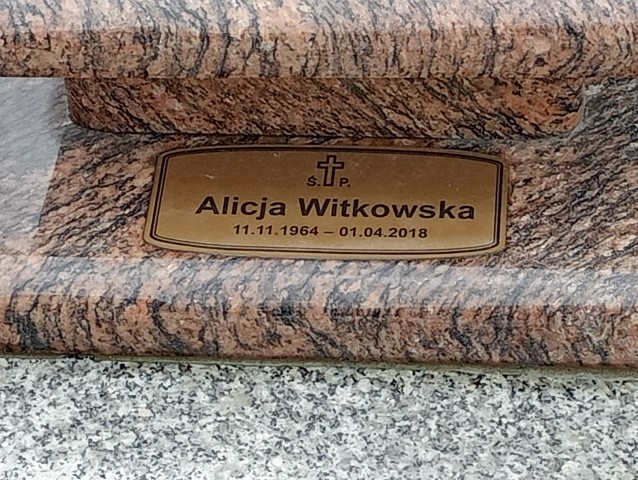 Ś. P.
Alicja Witkowska
11.11.1964 – 01.04.2018